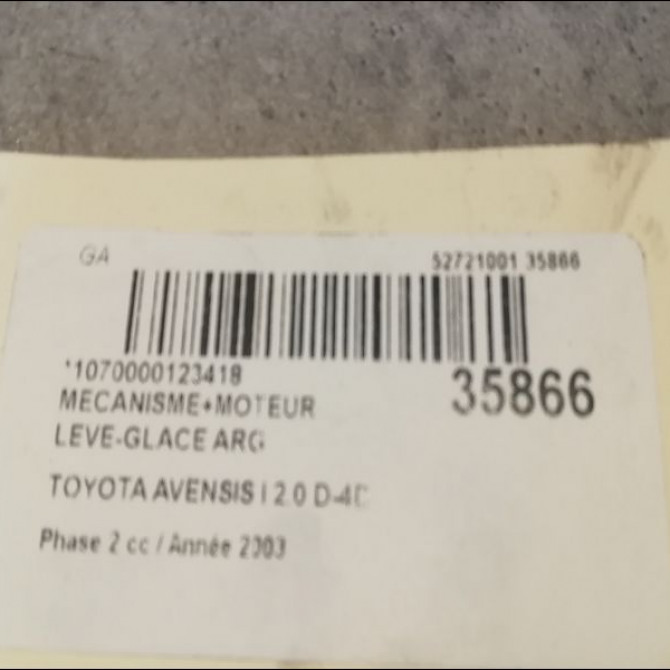 GA
52721001 35866
*1070000123418
35866
MECANISME+MOTEUR
LEVE-GLACE ARG
TOYOTA AVENSIS I 2.0 D-4D
Phase 2 cc / Année 2003